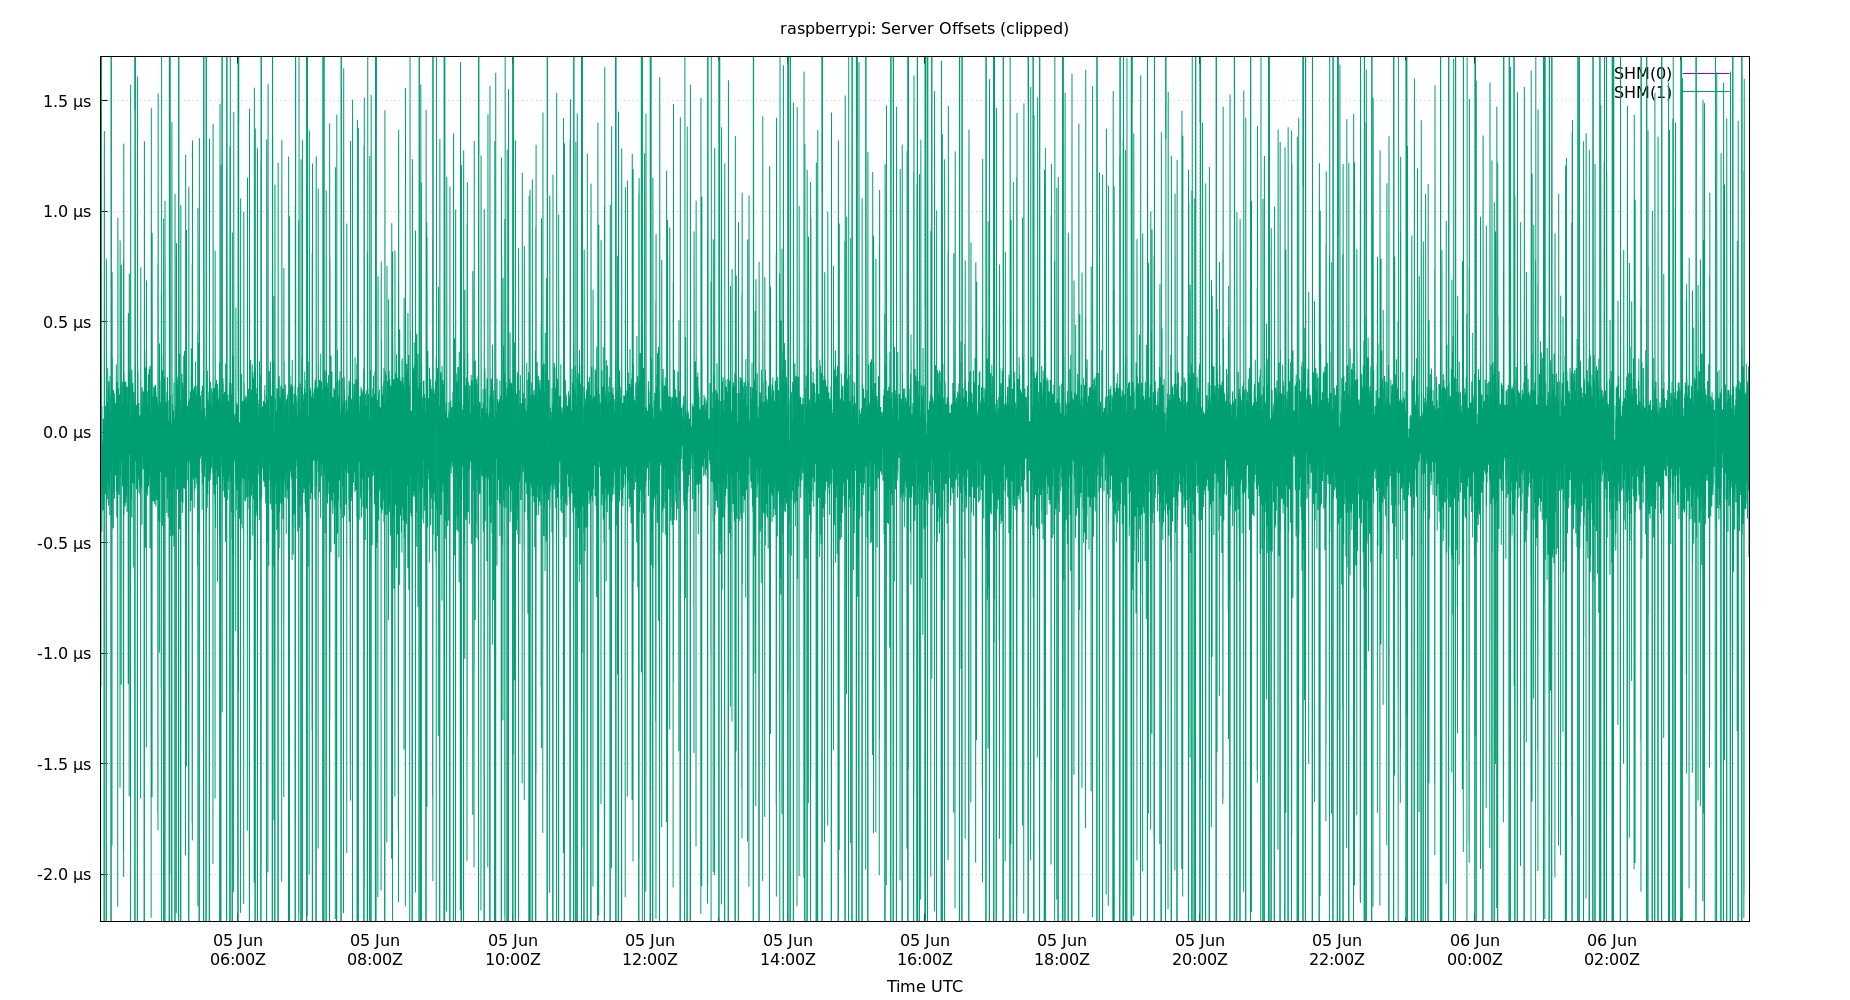 raspberrypi: Server Offsets (clipped)
SHM(0)
SHM(1)
1.5 µs
1.0 µs
0.5 µs
0.0 µs
-0.5 µs
-1.0 µs
-1.5 µs
-2.0 µs
05 Jun 05 Jun 05 Jun 05 Jun 05 Jun 05 Jun 05 Jun 05 Jun 05 Jun 06 Jun 06 Jun
06:00Z 08:00Z 10:00Z 12:00Z 14:00Z 16:00Z 18:00Z 20:00Z 22:00Z 00:00Z 02:00Z
Time UTC